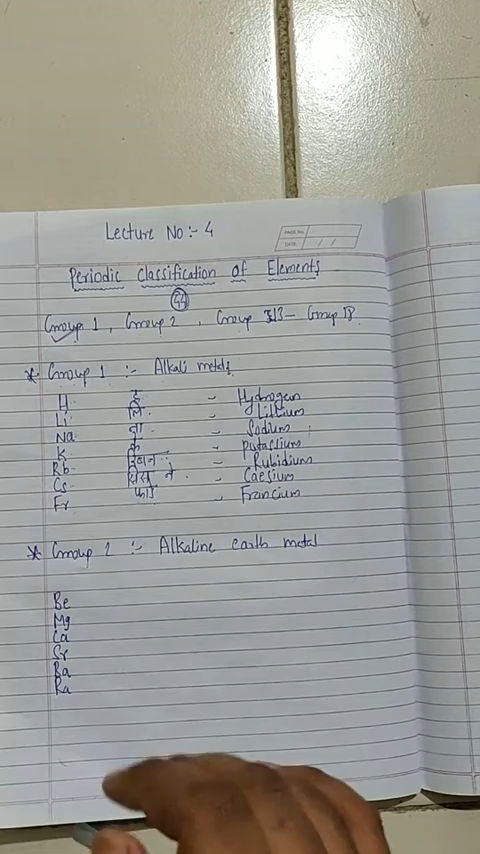 Lecture No :- 4
PAGE No.
DATE / /
Periodic Classification of Elements
44
Group 1, Group 2, Group 13 - Group 18
* Group 1 :- Alkali metals
H हे - Hydrogen
Li लि - Lithium
Na ना - Sodium
K के - Putassium
Rb - Rubidium
Cs ने - Caesium
Fr - Francium
* Group 2 :- Alkaline earth metal
Be
Mg
Ca
Sr
Ba
Ra